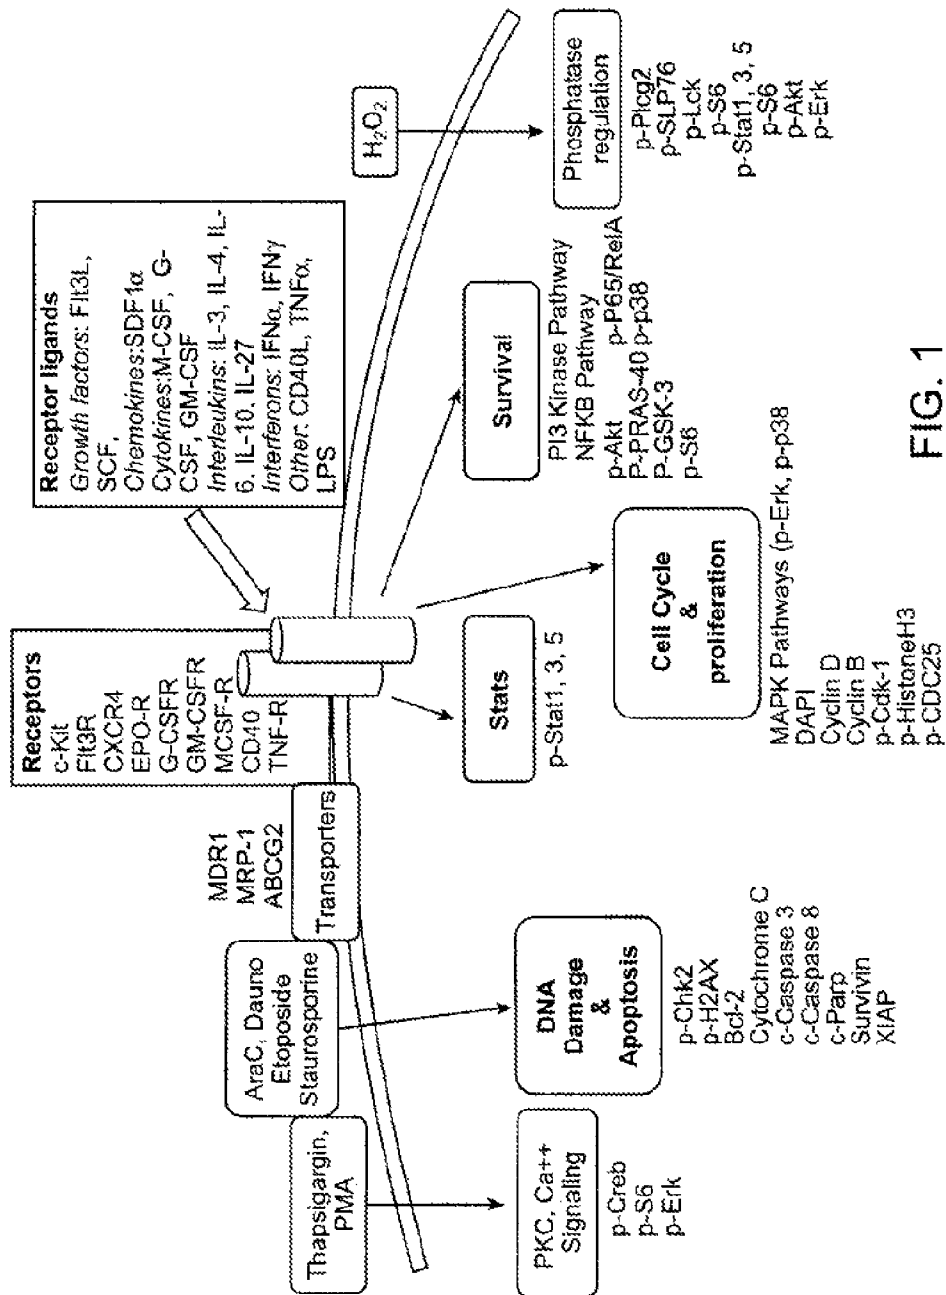 Receptors
c-Kit
Flt3R
CXCR4
EPO-R
G-CSFR
GM-CSFR
MCSF-R
CD40
TNF-R
Receptor ligands
Growth factors: Flt3L,
SCF,
Chemokines:SDF1α
Cytokines:M-CSF, G-
CSF, GM-CSF
Interleukins: IL-3, IL-4, IL-
6, IL-10, IL-27
Interferons: IFNα, IFNγ
Other: CD40L, TNFα,
LPS
MDR1
MRP-1
ABCG2
Transporters
AraC, Dauno
Etoposide
Staurosporine
Thapsigargin,
PMA
H₂O₂
PKC, Ca++
Signaling
p-Creb
p-S6
p-Erk
DNA
Damage
&
Apoptosis
p-Chk2
p-H2AX
Bcl-2
Cytochrome C
c-Caspase 3
c-Caspase 8
c-Parp
Survivin
XIAP
Stats
p-Stat1, 3, 5
Cell Cycle
&
proliferation
MAPK Pathways (p-Erk, p-p38)
DAPI
Cyclin D
Cyclin B
p-Cdk-1
p-HistoneH3
p-CDC25
Survival
PI3 Kinase Pathway
NFKB Pathway
p-Akt p-P65/RelA
P-PRAS-40 p-p38
P-GSK-3
p-S6
Phosphatase
regulation
p-Plcg2
p-SLP76
p-Lck
p-S6
p-Stat1, 3, 5
p-S6
p-Akt
p-Erk
FIG. 1